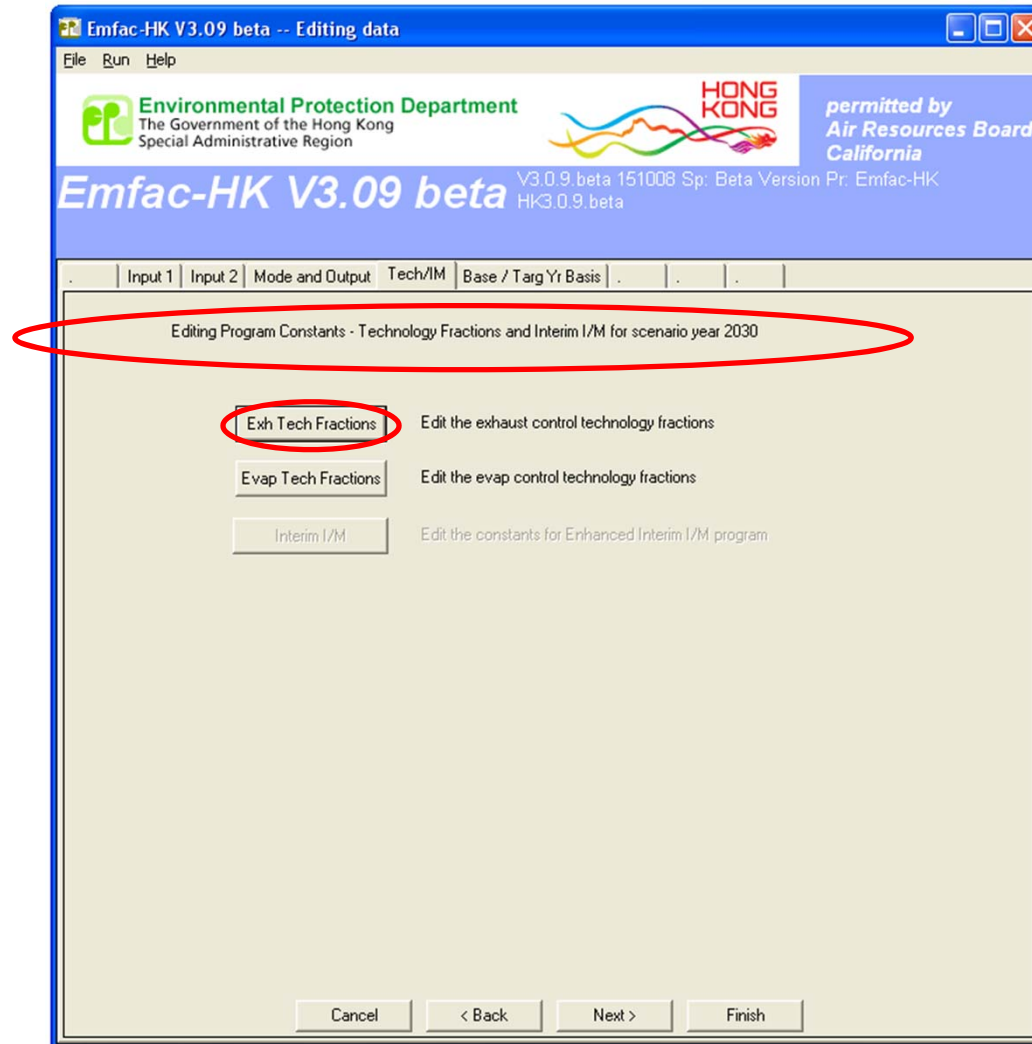 Emfac-HK V3.09 beta -- Editing data
File Run Help
Environmental Protection Department
The Government of the Hong Kong
Special Administrative Region
HONG
KONG
permitted by
Air Resources Board
California
Emfac-HK V3.09 beta
V3.0.9.beta 151008 Sp: Beta Version Pr: Emfac-HK
HK3.0.9.beta
. Input 1 Input 2 Mode and Output Tech/IM Base / Targ Yr Basis . . .
Editing Program Constants - Technology Fractions and Interim I/M for scenario year 2030
Exh Tech Fractions Edit the exhaust control technology fractions
Evap Tech Fractions Edit the evap control technology fractions
Interim I/M Edit the constants for Enhanced Interim I/M program
Cancel < Back Next > Finish